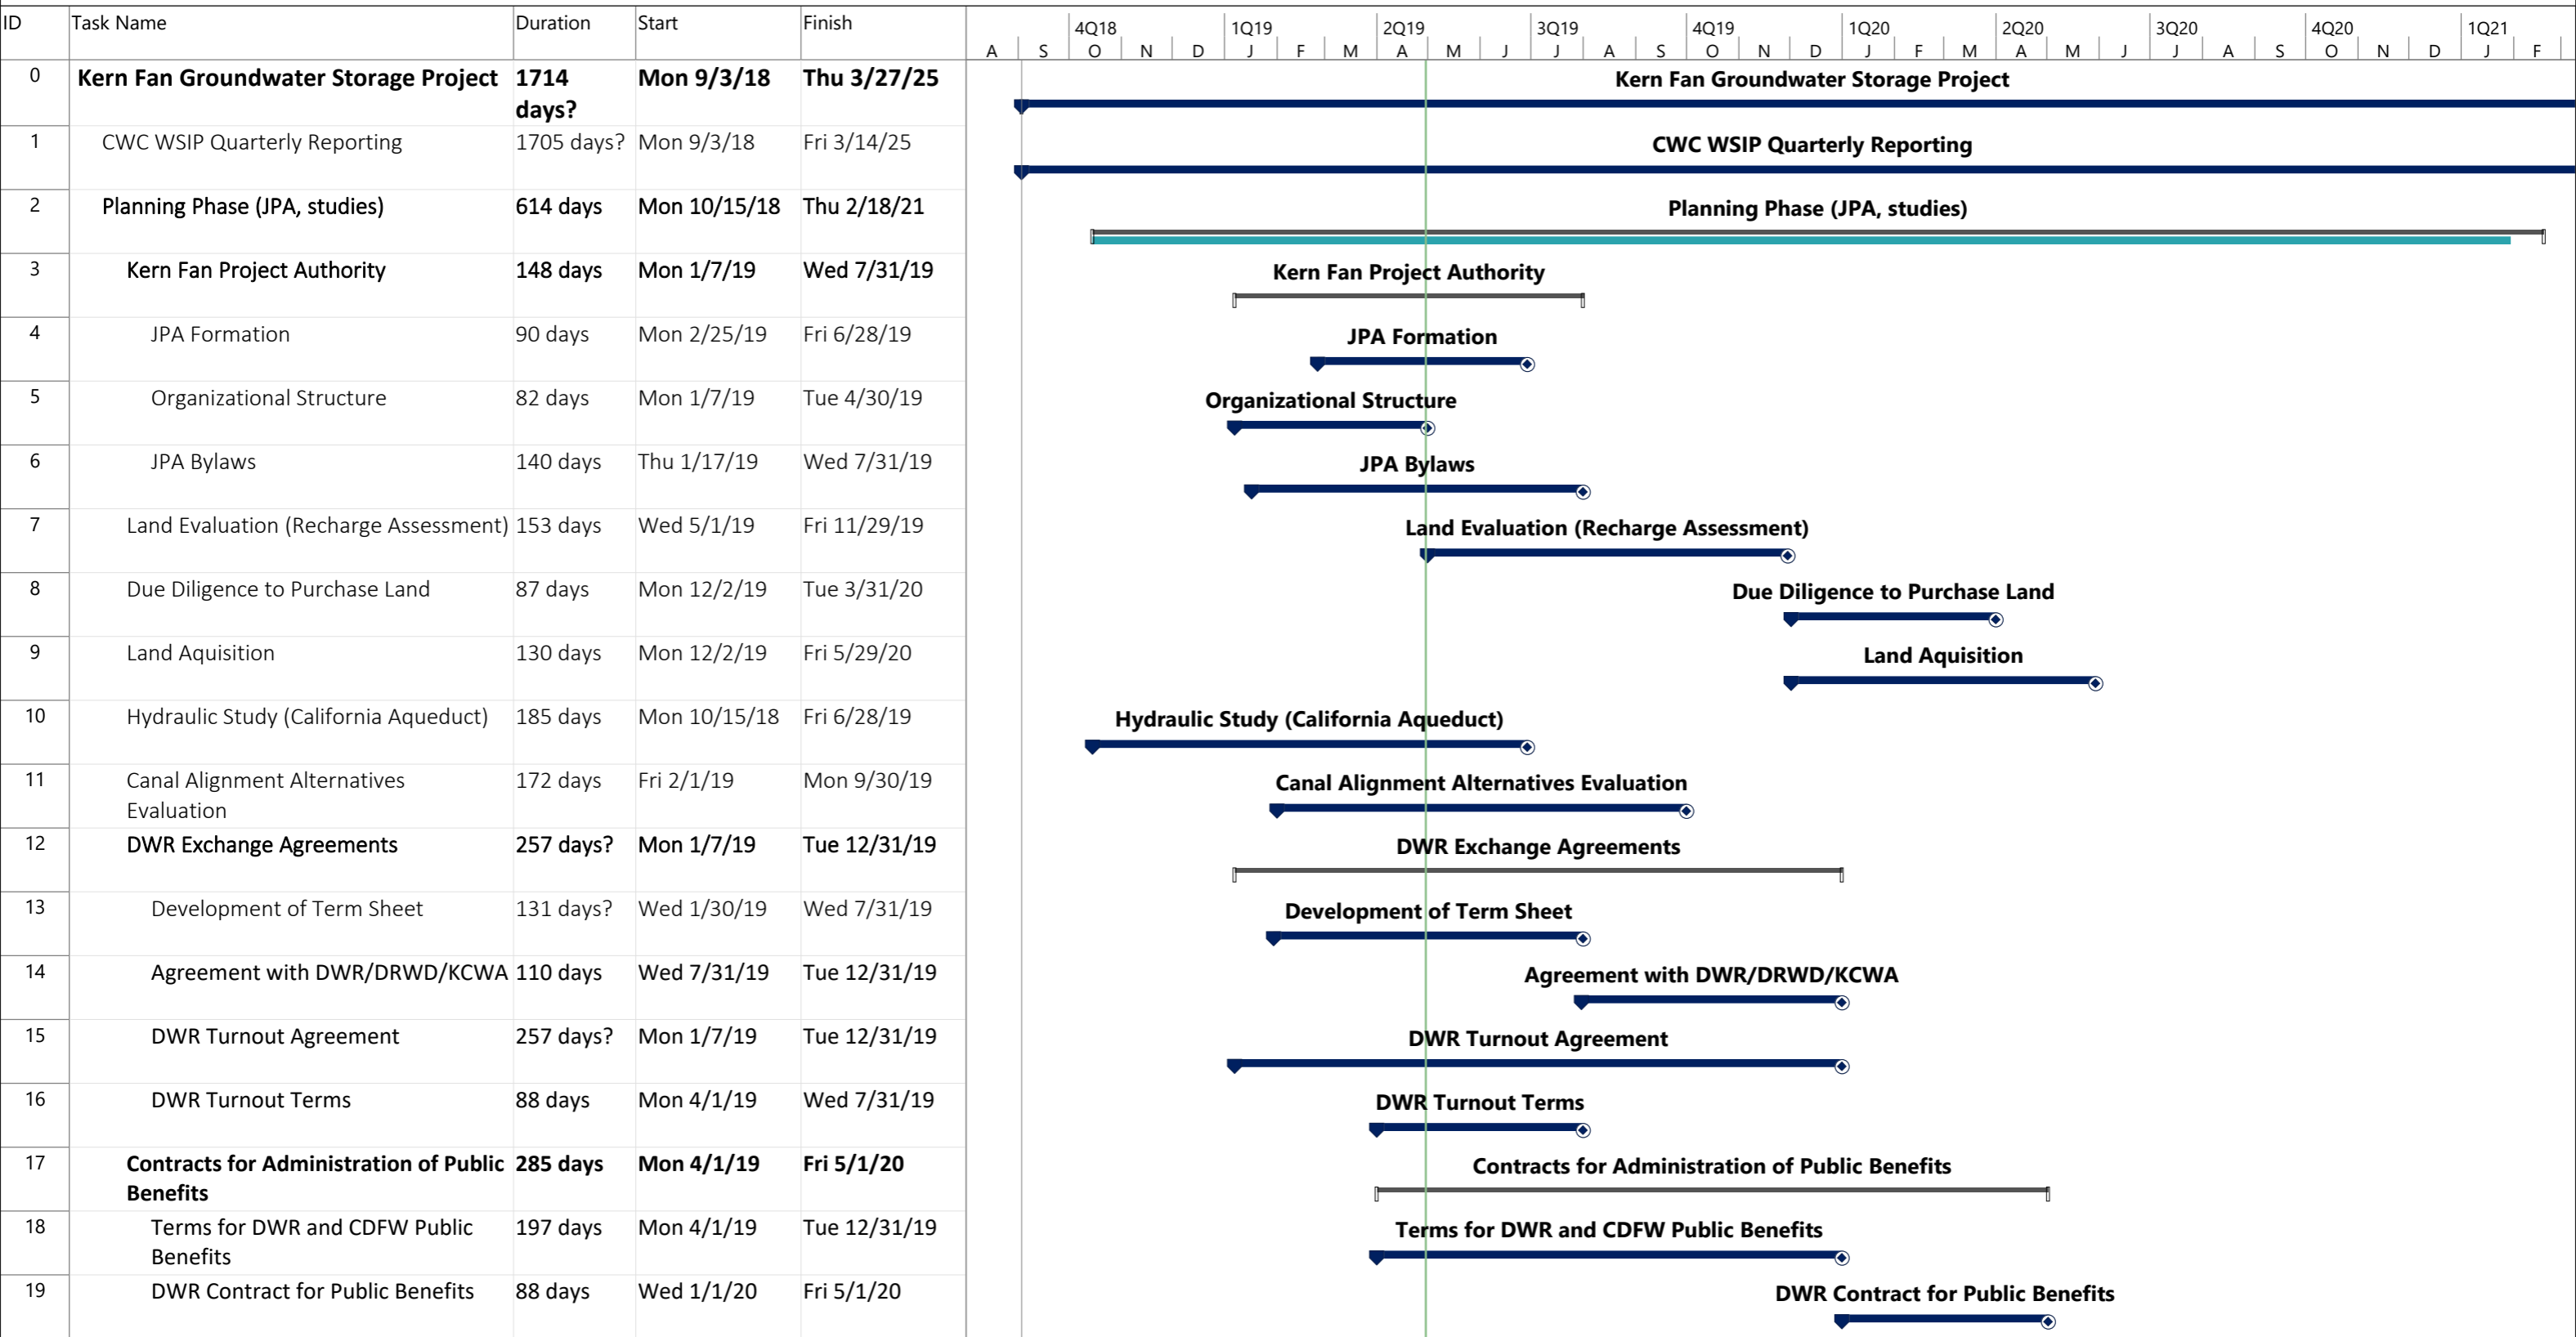 ID Task Name Duration Start Finish
4Q18 1Q19 2Q19 3Q19 4Q19 1Q20 2Q20 3Q20 4Q20 1Q21
A S O N D J F M A M J J A S O N D J F M A M J J A S O N D J F
0 Kern Fan Groundwater Storage Project 1714 days? Mon 9/3/18 Thu 3/27/25
Kern Fan Groundwater Storage Project
1 CWC WSIP Quarterly Reporting 1705 days? Mon 9/3/18 Fri 3/14/25
CWC WSIP Quarterly Reporting
2 Planning Phase (JPA, studies) 614 days Mon 10/15/18 Thu 2/18/21
Planning Phase (JPA, studies)
3 Kern Fan Project Authority 148 days Mon 1/7/19 Wed 7/31/19
Kern Fan Project Authority
4 JPA Formation 90 days Mon 2/25/19 Fri 6/28/19
JPA Formation
5 Organizational Structure 82 days Mon 1/7/19 Tue 4/30/19
Organizational Structure
6 JPA Bylaws 140 days Thu 1/17/19 Wed 7/31/19
JPA Bylaws
7 Land Evaluation (Recharge Assessment) 153 days Wed 5/1/19 Fri 11/29/19
Land Evaluation (Recharge Assessment)
8 Due Diligence to Purchase Land 87 days Mon 12/2/19 Tue 3/31/20
Due Diligence to Purchase Land
9 Land Aquisition 130 days Mon 12/2/19 Fri 5/29/20
Land Aquisition
10 Hydraulic Study (California Aqueduct) 185 days Mon 10/15/18 Fri 6/28/19
Hydraulic Study (California Aqueduct)
11 Canal Alignment Alternatives Evaluation 172 days Fri 2/1/19 Mon 9/30/19
Canal Alignment Alternatives Evaluation
12 DWR Exchange Agreements 257 days? Mon 1/7/19 Tue 12/31/19
DWR Exchange Agreements
13 Development of Term Sheet 131 days? Wed 1/30/19 Wed 7/31/19
Development of Term Sheet
14 Agreement with DWR/DRWD/KCWA 110 days Wed 7/31/19 Tue 12/31/19
Agreement with DWR/DRWD/KCWA
15 DWR Turnout Agreement 257 days? Mon 1/7/19 Tue 12/31/19
DWR Turnout Agreement
16 DWR Turnout Terms 88 days Mon 4/1/19 Wed 7/31/19
DWR Turnout Terms
17 Contracts for Administration of Public Benefits 285 days Mon 4/1/19 Fri 5/1/20
Contracts for Administration of Public Benefits
18 Terms for DWR and CDFW Public Benefits 197 days Mon 4/1/19 Tue 12/31/19
Terms for DWR and CDFW Public Benefits
19 DWR Contract for Public Benefits 88 days Wed 1/1/20 Fri 5/1/20
DWR Contract for Public Benefits